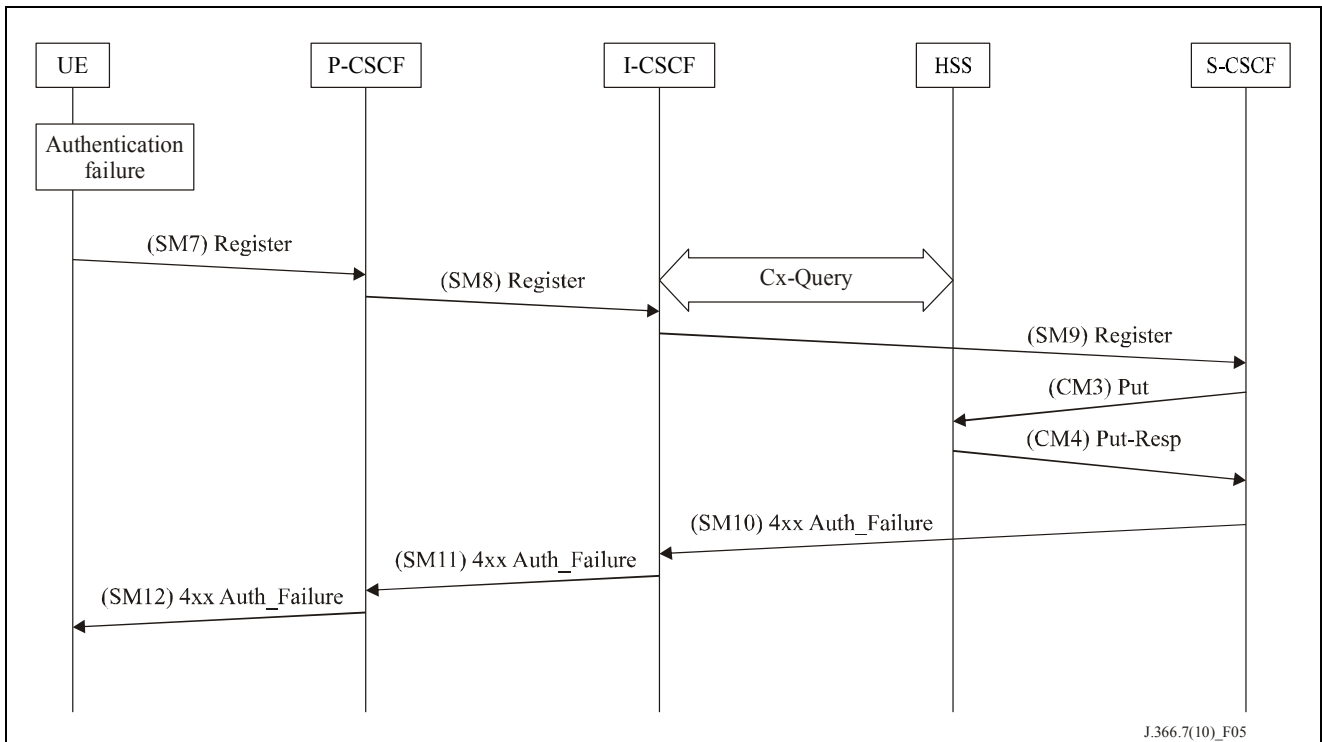 UE
P-CSCF
I-CSCF
HSS
S-CSCF
Authentication
failure
(SM7) Register
(SM8) Register
Cx-Query
(SM9) Register
(CM3) Put
(CM4) Put-Resp
(SM10) 4xx Auth_Failure
(SM11) 4xx Auth_Failure
(SM12) 4xx Auth_Failure
J.366.7(10)_F05